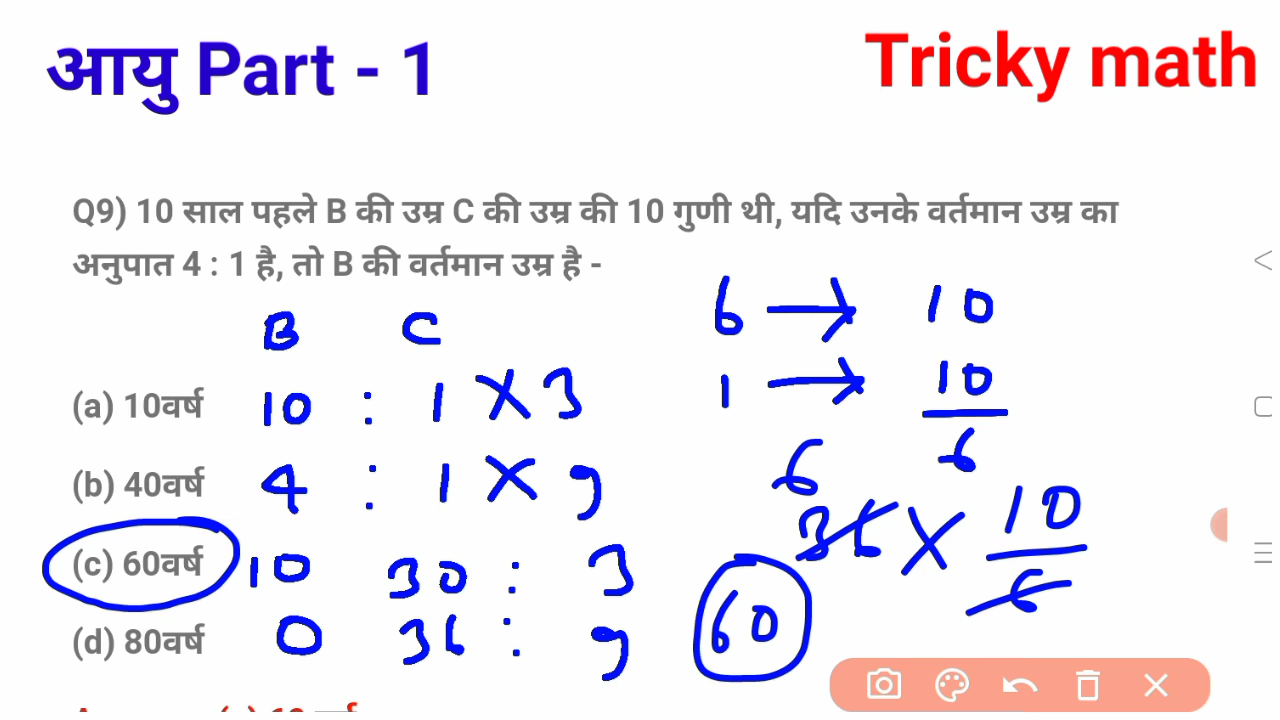 आयु Part - 1
Tricky math
Q9) 10 साल पहले B की उम्र C की उम्र की 10 गुणी थी, यदि उनके वर्तमान उम्र का
अनुपात 4 : 1 है, तो B की वर्तमान उम्र है -
B C
(a) 10वर्ष 10 : 1 × 3
(b) 40वर्ष 4 : 1 × 9
(c) 60वर्ष 10 30 : 3
(d) 80वर्ष 0 36 : 9
6 → 10
1 → 10
6
6
36 × 10
6
60